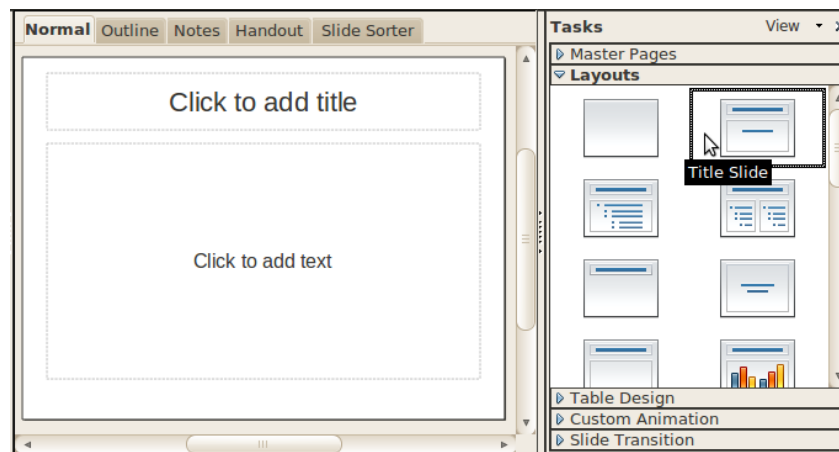 Normal Outline Notes Handout Slide Sorter
Click to add title
Click to add text
Tasks View
Master Pages
Layouts
Title Slide
Table Design
Custom Animation
Slide Transition